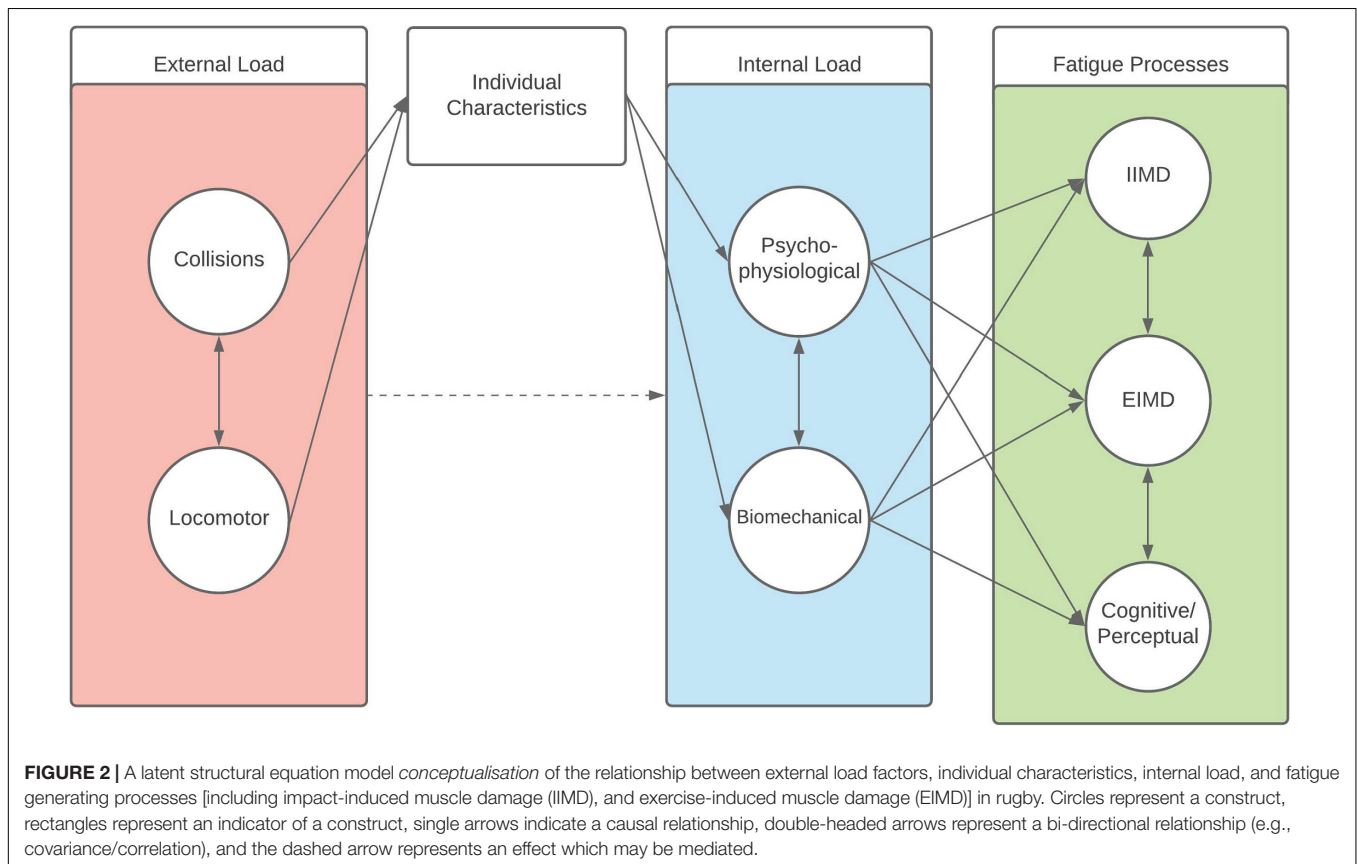 External Load
Individual
Characteristics
Internal Load
Fatigue Processes
Collisions
Locomotor
Psycho-
physiological
Biomechanical
IIMD
EIMD
Cognitive/
Perceptual
FIGURE 2 | A latent structural equation model conceptualisation of the relationship between external load factors, individual characteristics, internal load, and fatigue
generating processes [including impact-induced muscle damage (IIMD), and exercise-induced muscle damage (EIMD)] in rugby. Circles represent a construct,
rectangles represent an indicator of a construct, single arrows indicate a causal relationship, double-headed arrows represent a bi-directional relationship (e.g.,
covariance/correlation), and the dashed arrow represents an effect which may be mediated.